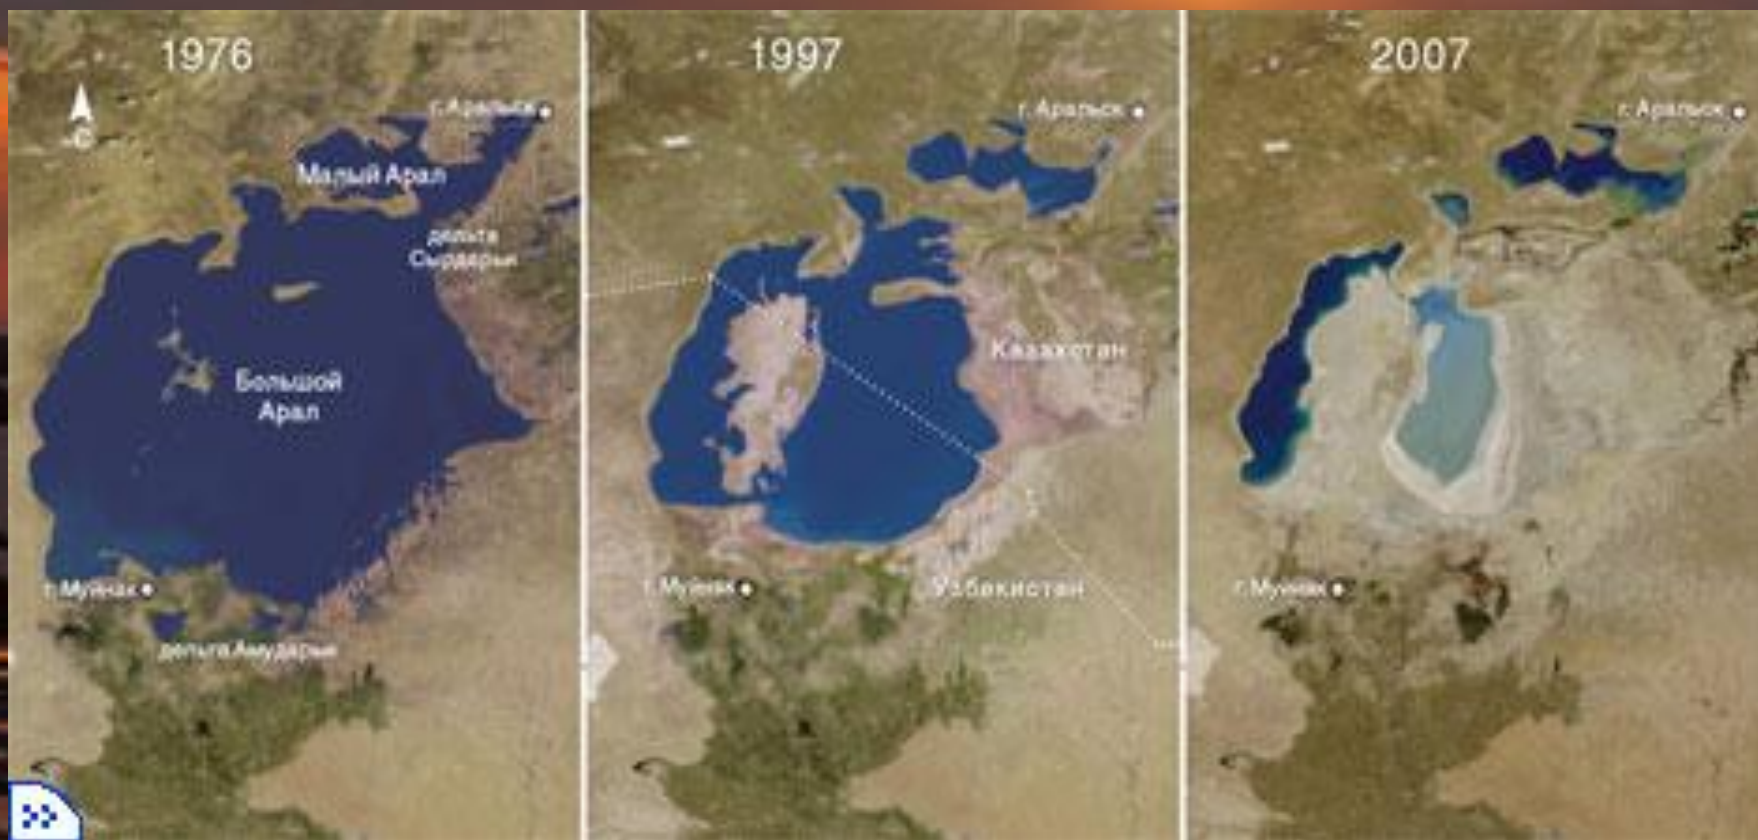 1976
С
г. Аральск
Малый Арал
дельта
Сырдарьи
Большой
Арал
г. Муйнак
дельта Амударьи
1997
г. Аральск
Казахстан
г. Муйнак
Узбекистан
2007
г. Аральск
г. Муйнак